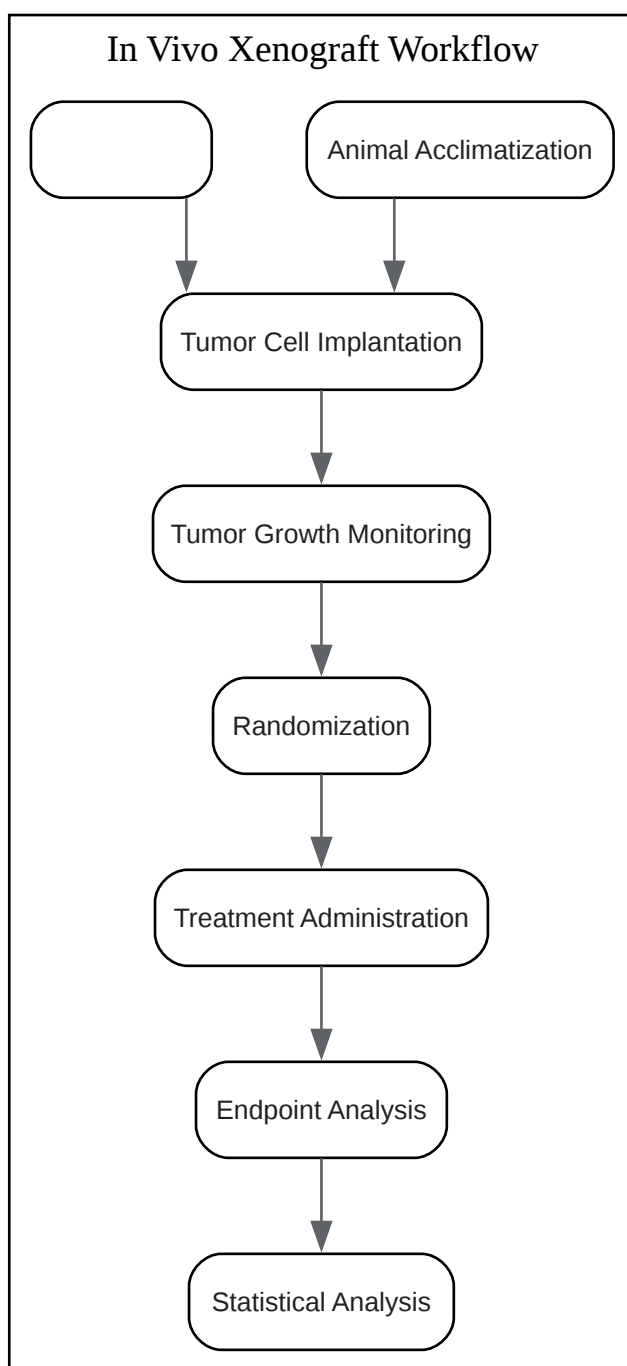 In Vivo Xenograft Workflow
Animal Acclimatization
Tumor Cell Implantation
Tumor Growth Monitoring
Randomization
Treatment Administration
Endpoint Analysis
Statistical Analysis